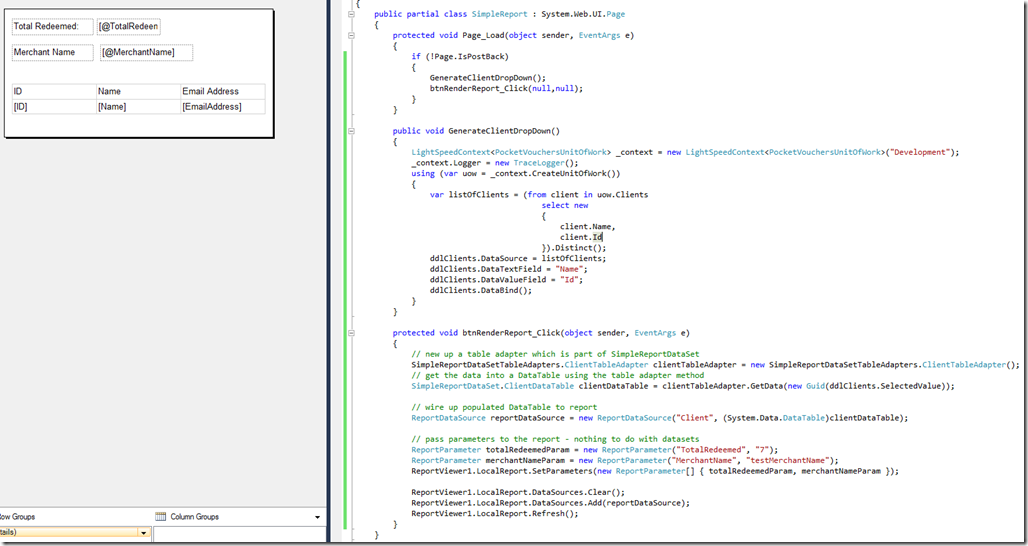 Total Redeemed: [@TotalRedeen
Merchant Name [@MerchantName]
ID Name Email Address
[ID] [Name] [EmailAddress]
Row Groups Column Groups
tails)
{
public partial class SimpleReport : System.Web.UI.Page
{
protected void Page_Load(object sender, EventArgs e)
{
if (!Page.IsPostBack)
{
GenerateClientDropDown();
btnRenderReport_Click(null,null);
}
}
public void GenerateClientDropDown()
{
LightSpeedContext<PocketVouchersUnitOfWork> _context = new LightSpeedContext<PocketVouchersUnitOfWork>("Development");
_context.Logger = new TraceLogger();
using (var uow = _context.CreateUnitOfWork())
{
var listOfClients = (from client in uow.Clients
select new
{
client.Name,
client.Id
}).Distinct();
ddlClients.DataSource = listOfClients;
ddlClients.DataTextField = "Name";
ddlClients.DataValueField = "Id";
ddlClients.DataBind();
}
}
protected void btnRenderReport_Click(object sender, EventArgs e)
{
// new up a table adapter which is part of SimpleReportDataSet
SimpleReportDataSetTableAdapters.ClientTableAdapter clientTableAdapter = new SimpleReportDataSetTableAdapters.ClientTableAdapter();
// get the data into a DataTable using the table adapter method
SimpleReportDataSet.ClientDataTable clientDataTable = clientTableAdapter.GetData(new Guid(ddlClients.SelectedValue));
// wire up populated DataTable to report
ReportDataSource reportDataSource = new ReportDataSource("Client", (System.Data.DataTable)clientDataTable);
// pass parameters to the report - nothing to do with datasets
ReportParameter totalRedeemedParam = new ReportParameter("TotalRedeemed", "7");
ReportParameter merchantNameParam = new ReportParameter("MerchantName", "testMerchantName");
ReportViewer1.LocalReport.SetParameters(new ReportParameter[] { totalRedeemedParam, merchantNameParam });
ReportViewer1.LocalReport.DataSources.Clear();
ReportViewer1.LocalReport.DataSources.Add(reportDataSource);
ReportViewer1.LocalReport.Refresh();
}
}